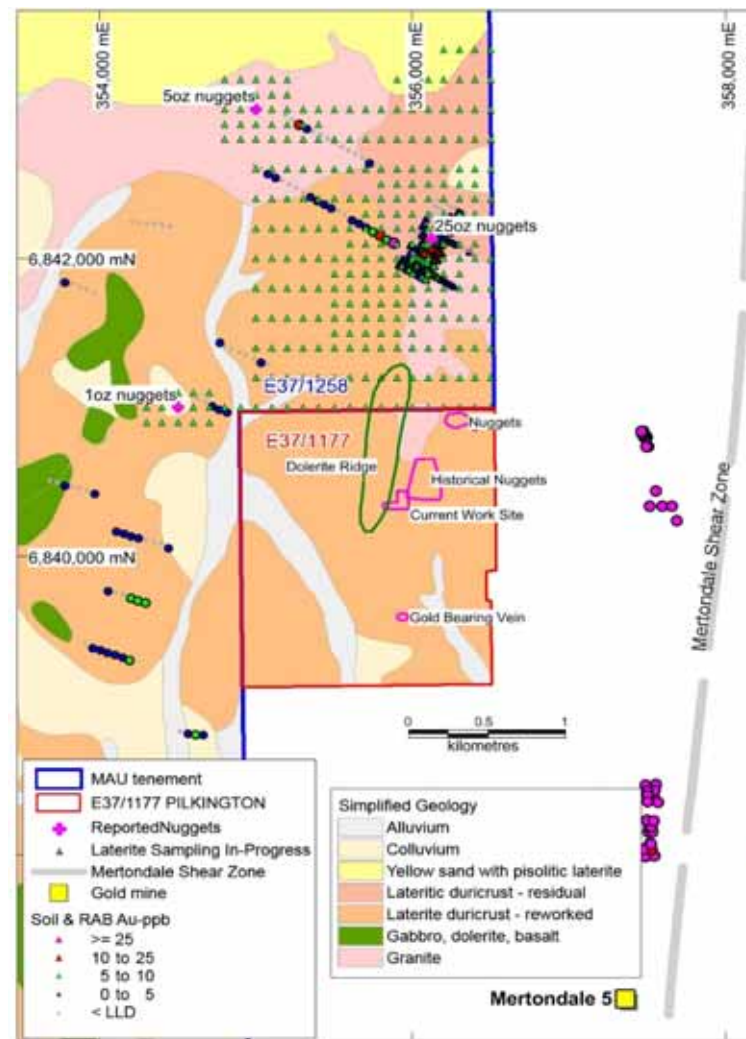 354,000 mE
356,000 mE
358,000 mE
5oz nuggets
25oz nuggets
6,842,000 mN
E37/1258
1oz nuggets
E37/1177
Nuggets
Dolerite Ridge
Historical Nuggets
Current Work Site
6,840,000 mN
Gold Bearing Vein
Mertondale Shear Zone
0 0.5 1
kilometres
MAU tenement
E37/1177 PILKINGTON
ReportedNuggets
Laterite Sampling In-Progress
Mertondale Shear Zone
Gold mine
Soil & RAB Au-ppb
>= 25
10 to 25
5 to 10
0 to 5
< LLD
Simplified Geology
Alluvium
Colluvium
Yellow sand with pisolitic laterite
Lateritic duricrust - residual
Laterite duricrust - reworked
Gabbro, dolerite, basalt
Granite
Mertondale 5